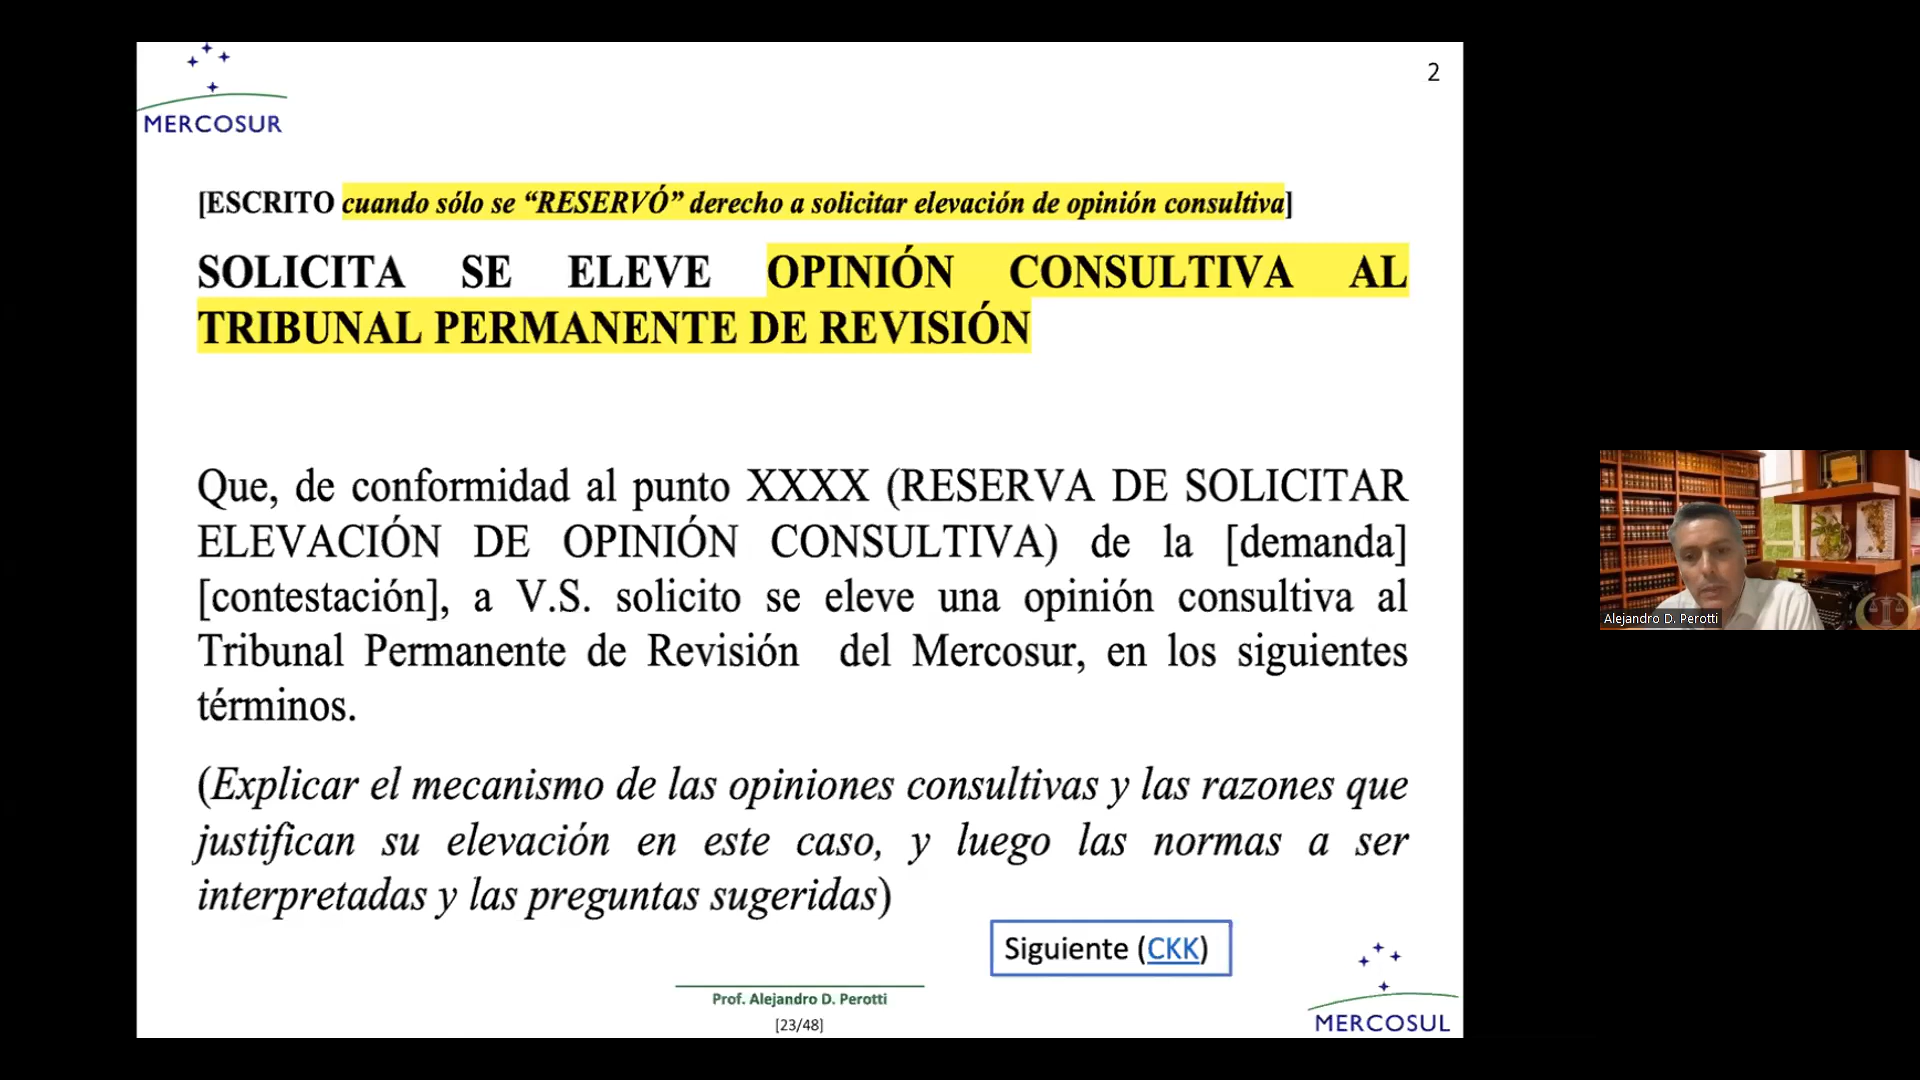 2
MERCOSUR
[ESCRITO cuando sólo se “RESERVÓ” derecho a solicitar elevación de opinión consultiva]
SOLICITA SE ELEVE OPINIÓN CONSULTIVA AL
TRIBUNAL PERMANENTE DE REVISIÓN
Que, de conformidad al punto XXXX (RESERVA DE SOLICITAR
ELEVACIÓN DE OPINIÓN CONSULTIVA) de la [demanda]
[contestación], a V.S. solicito se eleve una opinión consultiva al
Tribunal Permanente de Revisión del Mercosur, en los siguientes
términos.
(Explicar el mecanismo de las opiniones consultivas y las razones que
justifican su elevación en este caso, y luego las normas a ser
interpretadas y las preguntas sugeridas)
Siguiente (CKK)
Prof. Alejandro D. Perotti
[23/48]
MERCOSUL
Alejandro D. Perotti